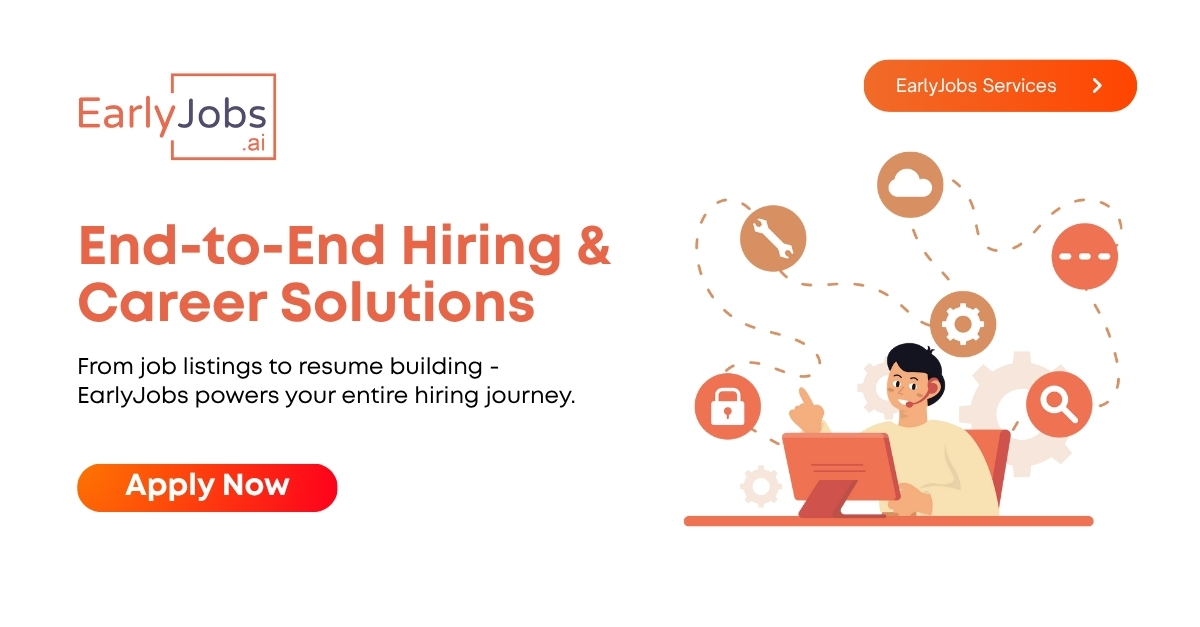 EarlyJobs
.ai
EarlyJobs Services
End-to-End Hiring &
Career Solutions
From job listings to resume building -
EarlyJobs powers your entire hiring journey.
Apply Now